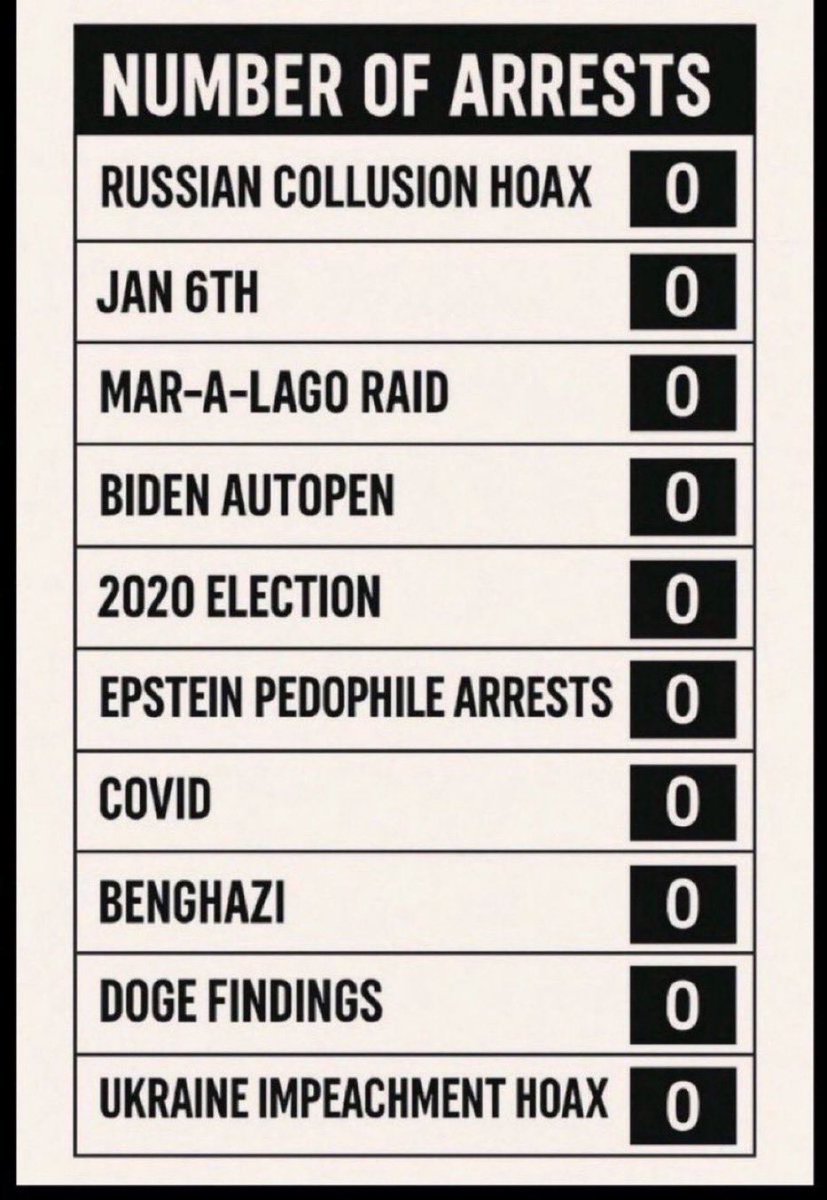 NUMBER OF ARRESTS
RUSSIAN COLLUSION HOAX 0
JAN 6TH 0
MAR-A-LAGO RAID 0
BIDEN AUTOPEN 0
2020 ELECTION 0
EPSTEIN PEDOPHILE ARRESTS 0
COVID 0
BENGHAZI 0
DOGE FINDINGS 0
UKRAINE IMPEACHMENT HOAX 0